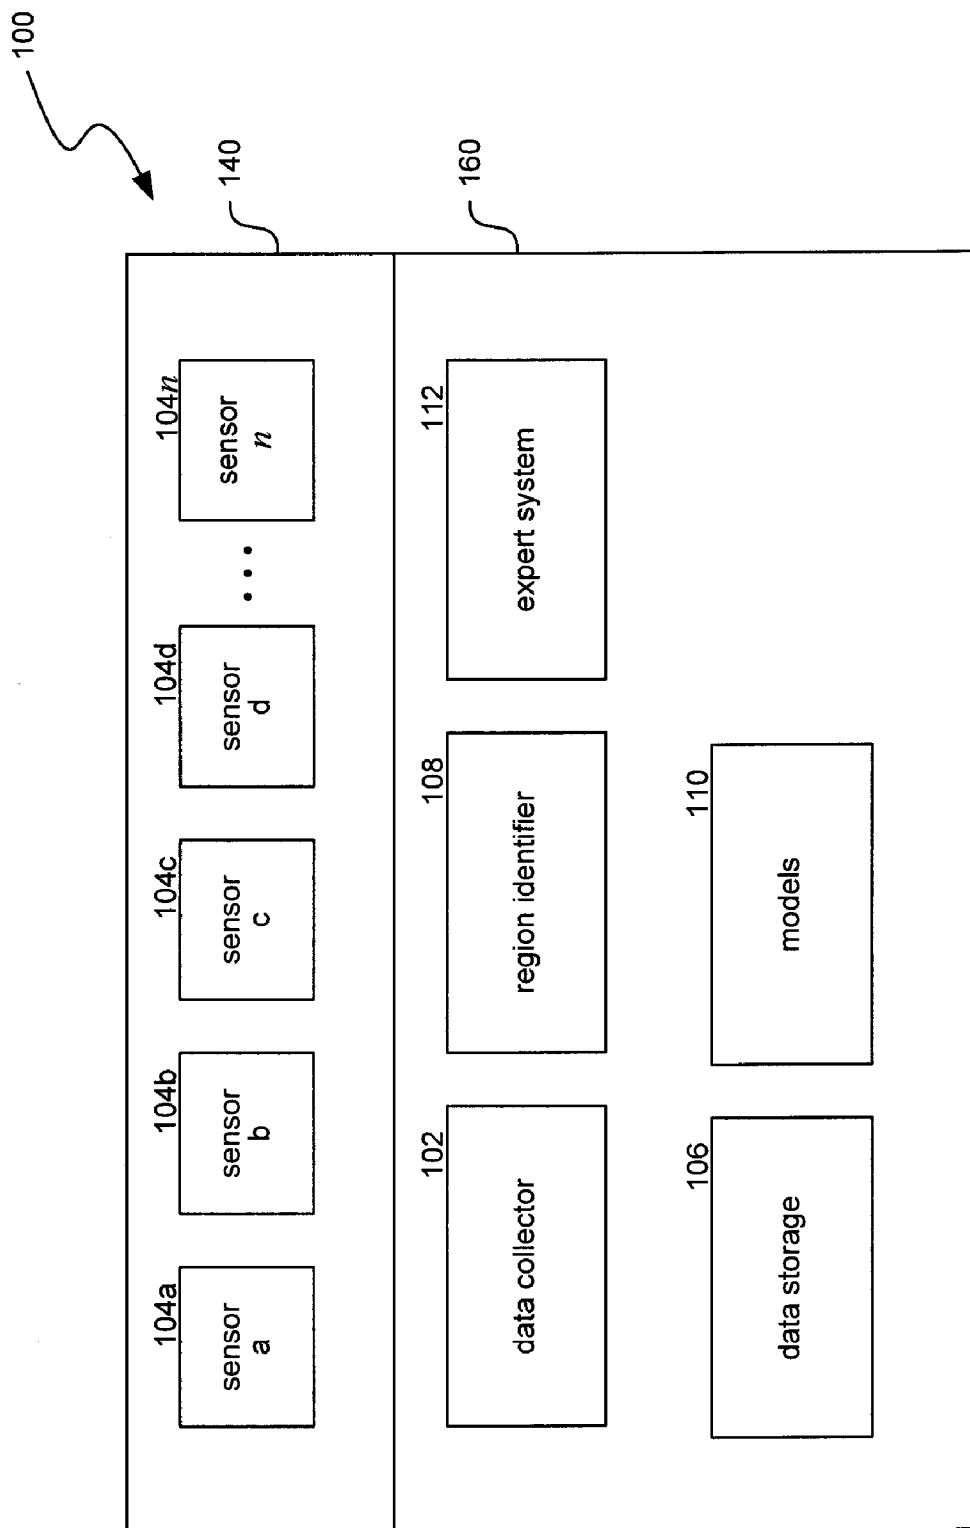 100
140
104a
sensor
a
104b
sensor
b
104c
sensor
c
104d
sensor
d
...
104n
sensor
n
160
102
data collector
108
region identifier
112
expert system
106
data storage
110
models